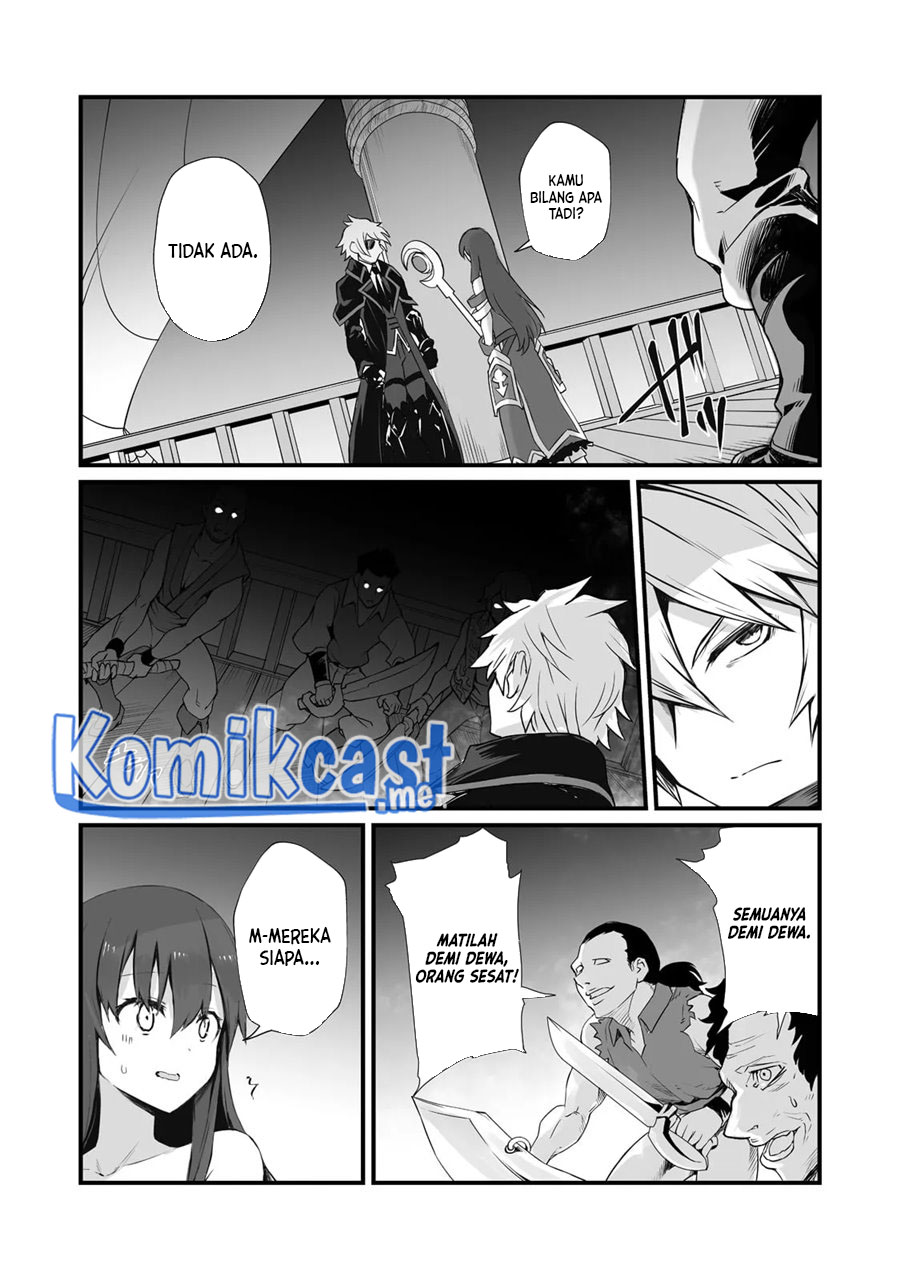 KAMU
BILANG APA
TADI?
TIDAK ADA.
Komikcast
.me
SEMUANYA
DEMI DEWA.
MATILAH
DEMI DEWA,
ORANG SESAT!
M-MEREKA
SIAPA...